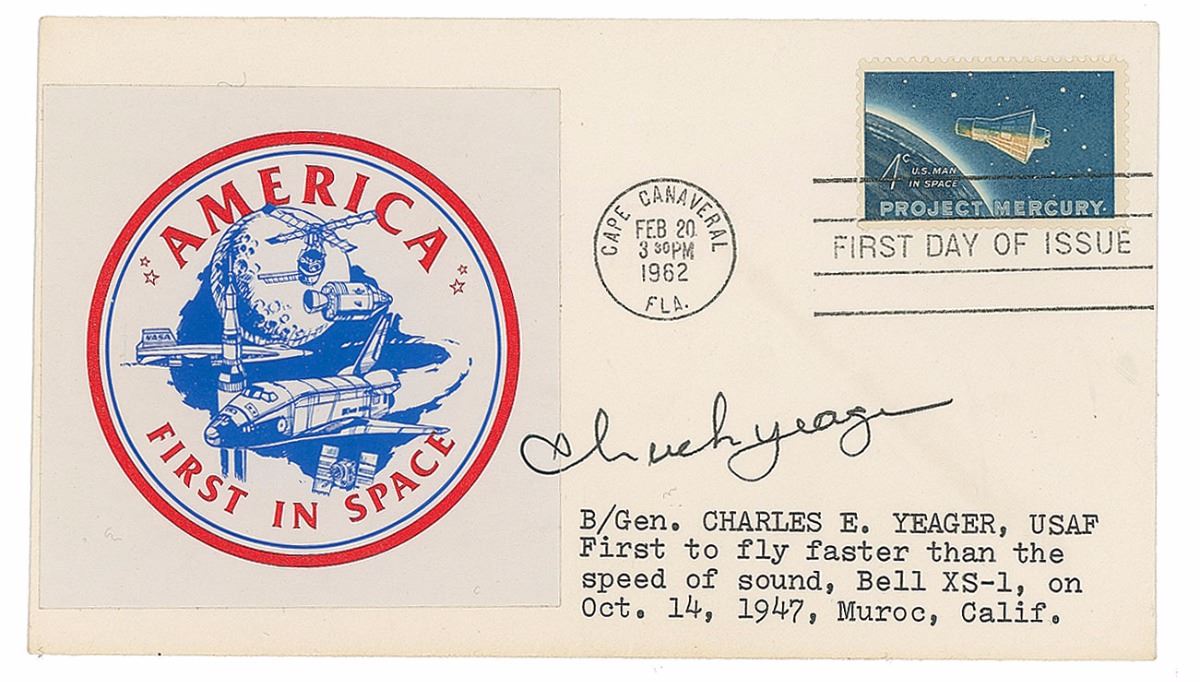 AMERICA
FIRST IN SPACE
NASA
CAPE CANAVERAL
FEB 20
3 30 PM
1962
FLA.
4c
U.S. MAN
IN SPACE
PROJECT MERCURY
FIRST DAY OF ISSUE
Chuck Yeager
B/Gen. CHARLES E. YEAGER, USAF
First to fly faster than the
speed of sound, Bell XS-1, on
Oct. 14, 1947, Muroc, Calif.